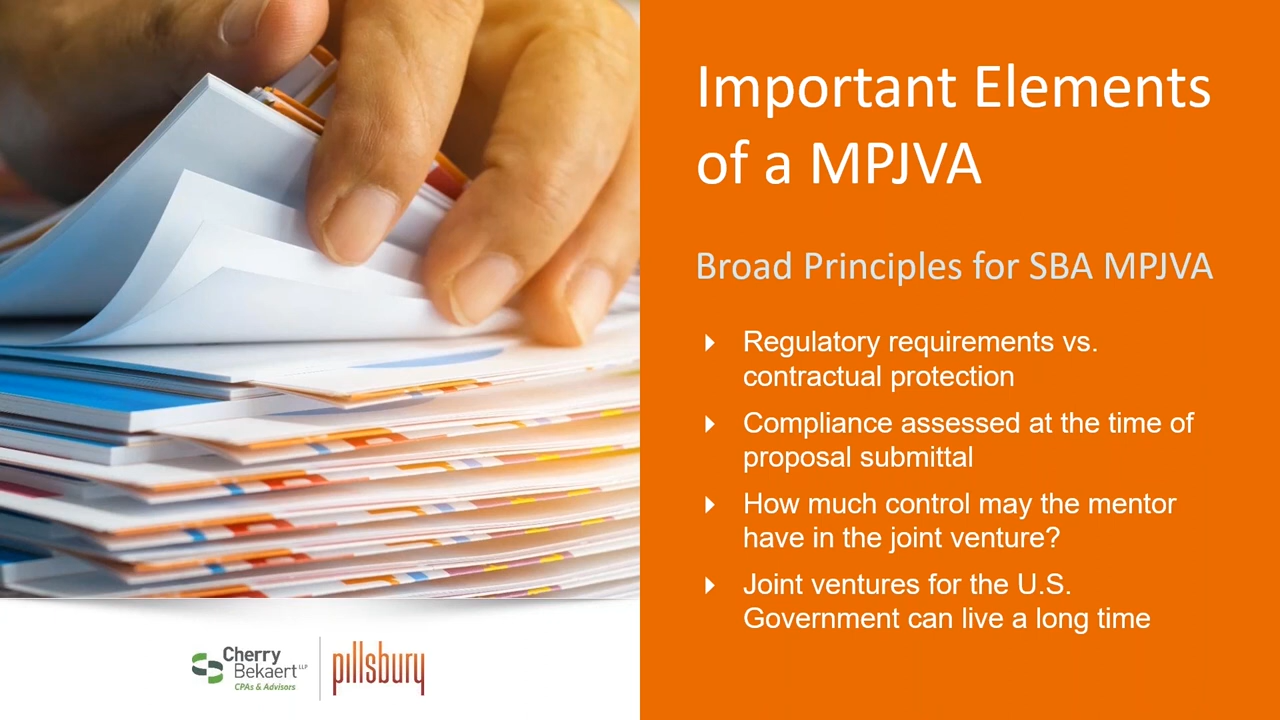 Important Elements
of a MPJVA
Broad Principles for SBA MPJVA
Regulatory requirements vs.
contractual protection
Compliance assessed at the time of
proposal submittal
How much control may the mentor
have in the joint venture?
Joint ventures for the U.S.
Government can live a long time
Cherry
Bekaert LLP
CPAs & Advisors
pillsbury